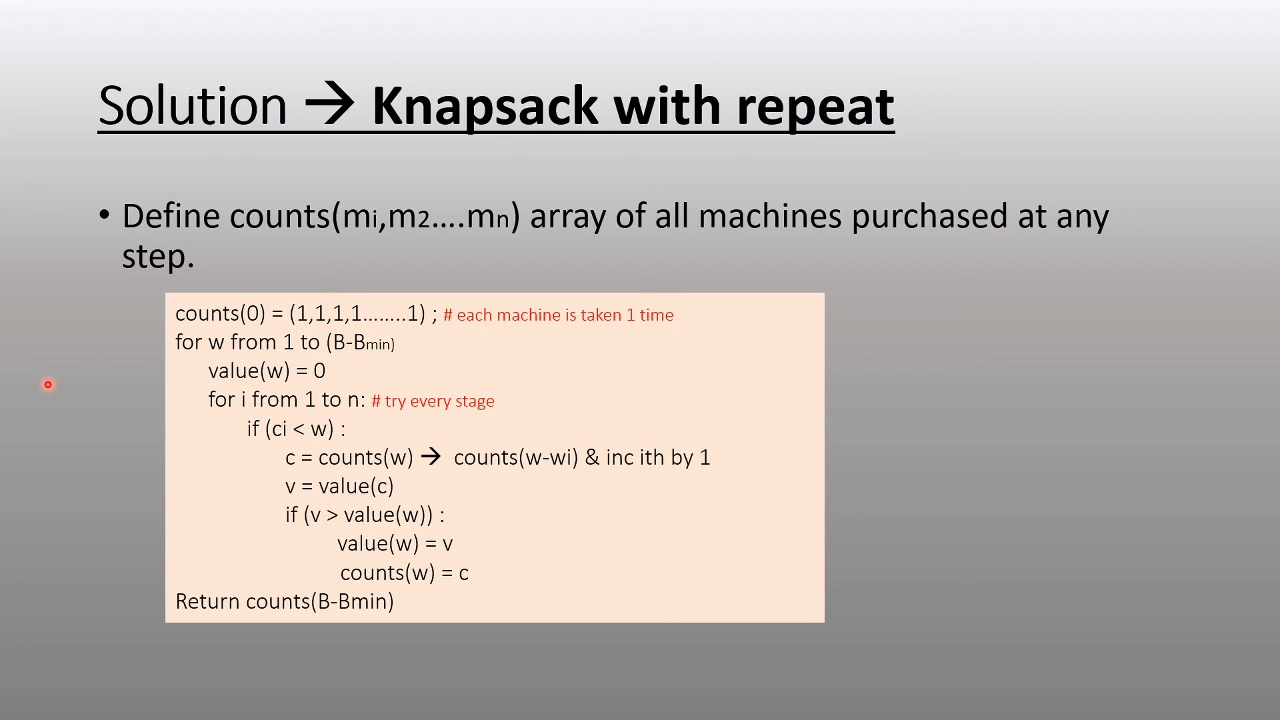 Solution → Knapsack with repeat
• Define counts(mi,m2....mn) array of all machines purchased at any
step.
counts(0) = (1,1,1,1........1) ; # each machine is taken 1 time
for w from 1 to (B-Bmin)
value(w) = 0
for i from 1 to n: # try every stage
if (ci < w) :
c = counts(w) → counts(w-wi) & inc ith by 1
v = value(c)
if (v > value(w)) :
value(w) = v
counts(w) = c
Return counts(B-Bmin)